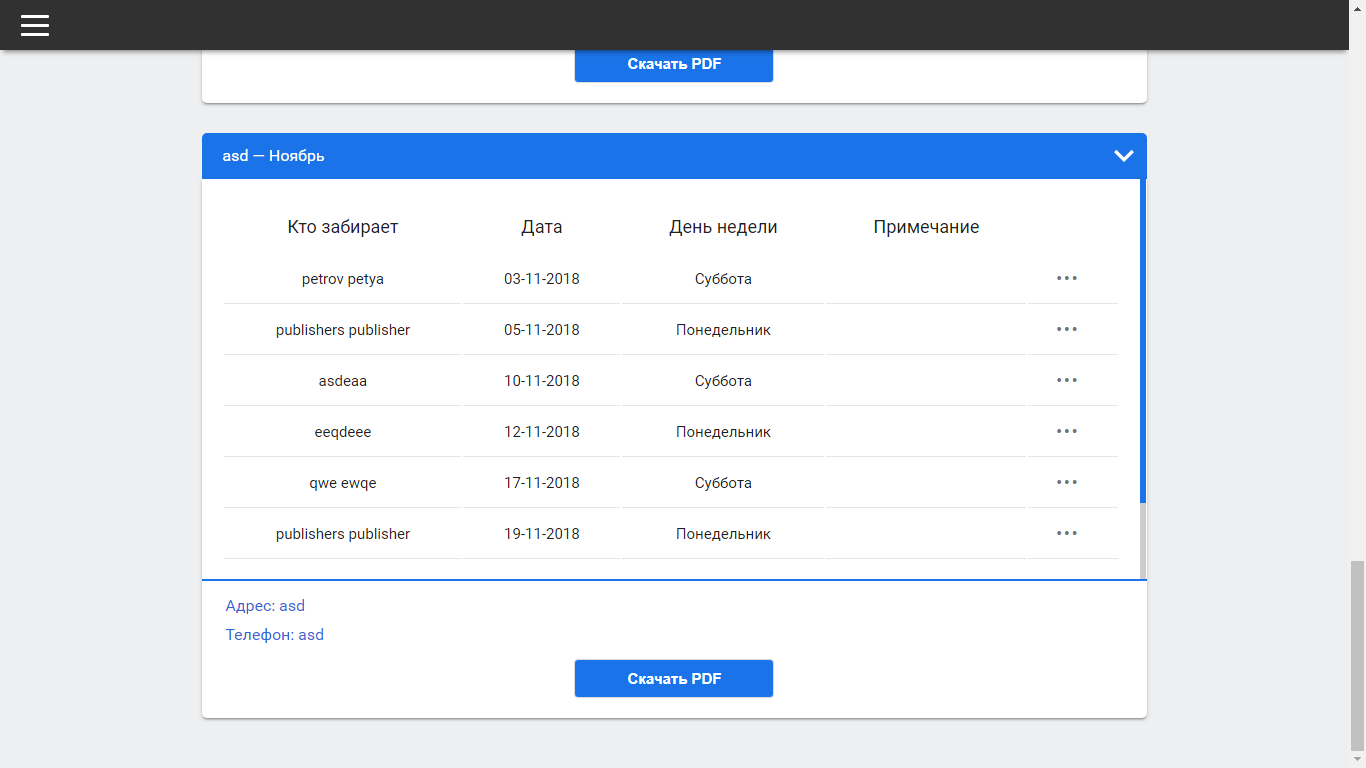 Скачать PDF
asd — Ноябрь
Кто забирает Дата День недели Примечание
petrov petya 03-11-2018 Суббота
publishers publisher 05-11-2018 Понедельник
asdeaa 10-11-2018 Суббота
eeqdeee 12-11-2018 Понедельник
qwe ewqe 17-11-2018 Суббота
publishers publisher 19-11-2018 Понедельник
Адрес: asd
Телефон: asd
Скачать PDF